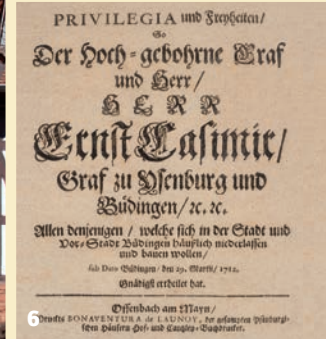 PRIVILEGIA und Freyheiten/
So
Der Hoch-gebohrne Graf
und Herr/
HERR
Ernst Casimir/
Graf zu Ysenburg und
Büdingen/ ꝛc. ꝛc.
Allen denjenigen / welche sich in der Stadt und
Vor-Stadt Büdingen häußlich niederlassen
und bauen wollen/
sub Dato Büdingen/ den 29. Martii/ 1712.
Gnädigst ertheilet hat.
Offenbach am Mayn/
Druckts BONAVENTURA de LAUNOY, der gesampten Ysenburgi-
schen Häusern Hof- und Cantzley-Buchdrucker.
6